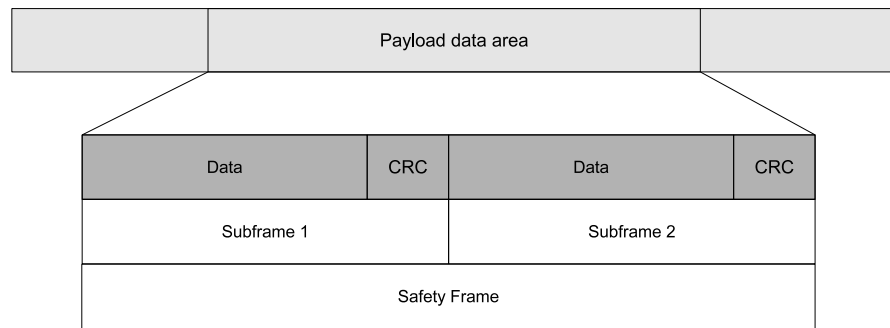 Payload data area
Data CRC Data CRC
Subframe 1 Subframe 2
Safety Frame